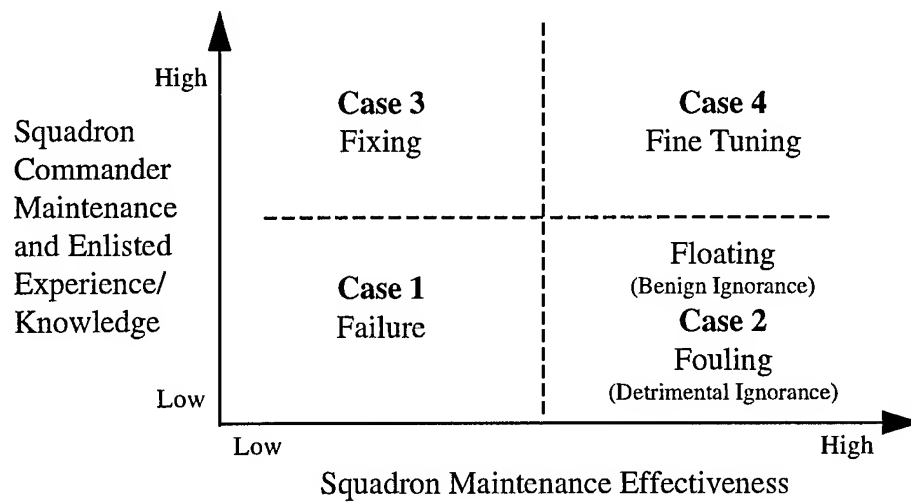 High
Squadron
Commander
Maintenance
and Enlisted
Experience/
Knowledge
Low
Case 3
Fixing
Case 4
Fine Tuning
Case 1
Failure
Floating
(Benign Ignorance)
Case 2
Fouling
(Detrimental Ignorance)
Low
High
Squadron Maintenance Effectiveness